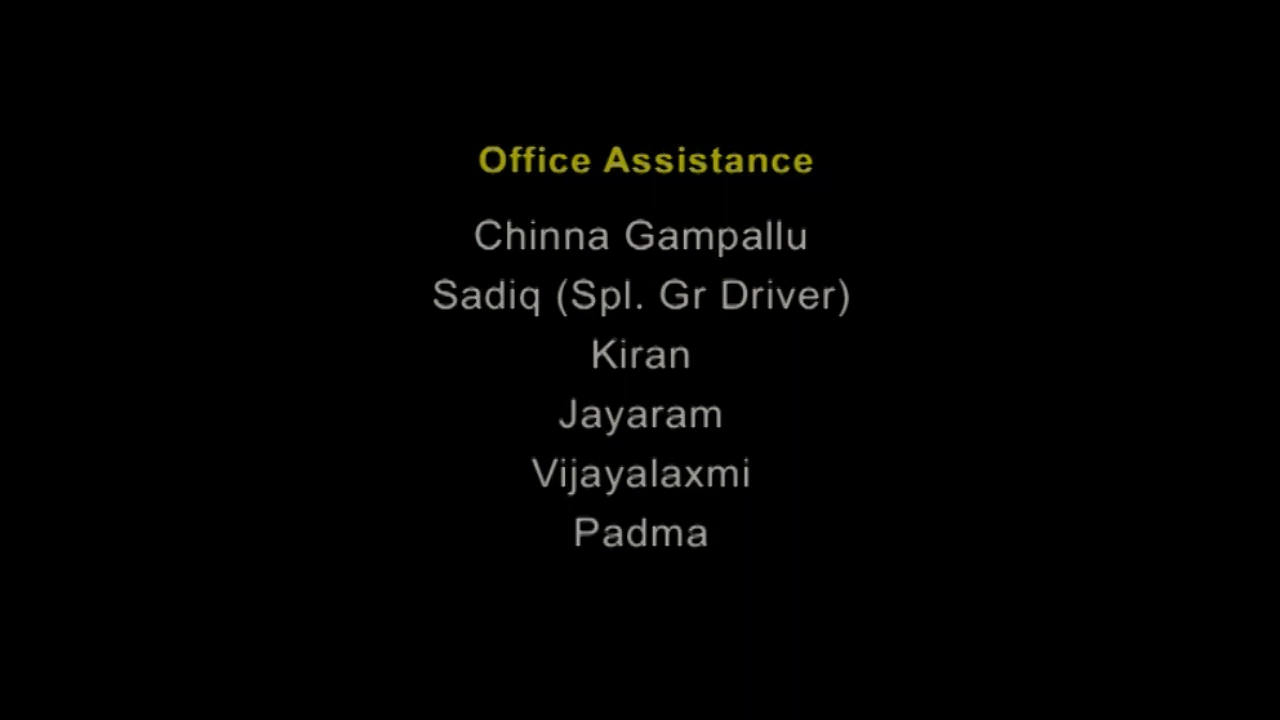 Office Assistance
Chinna Gampallu
Sadiq (Spl. Gr Driver)
Kiran
Jayaram
Vijayalaxmi
Padma